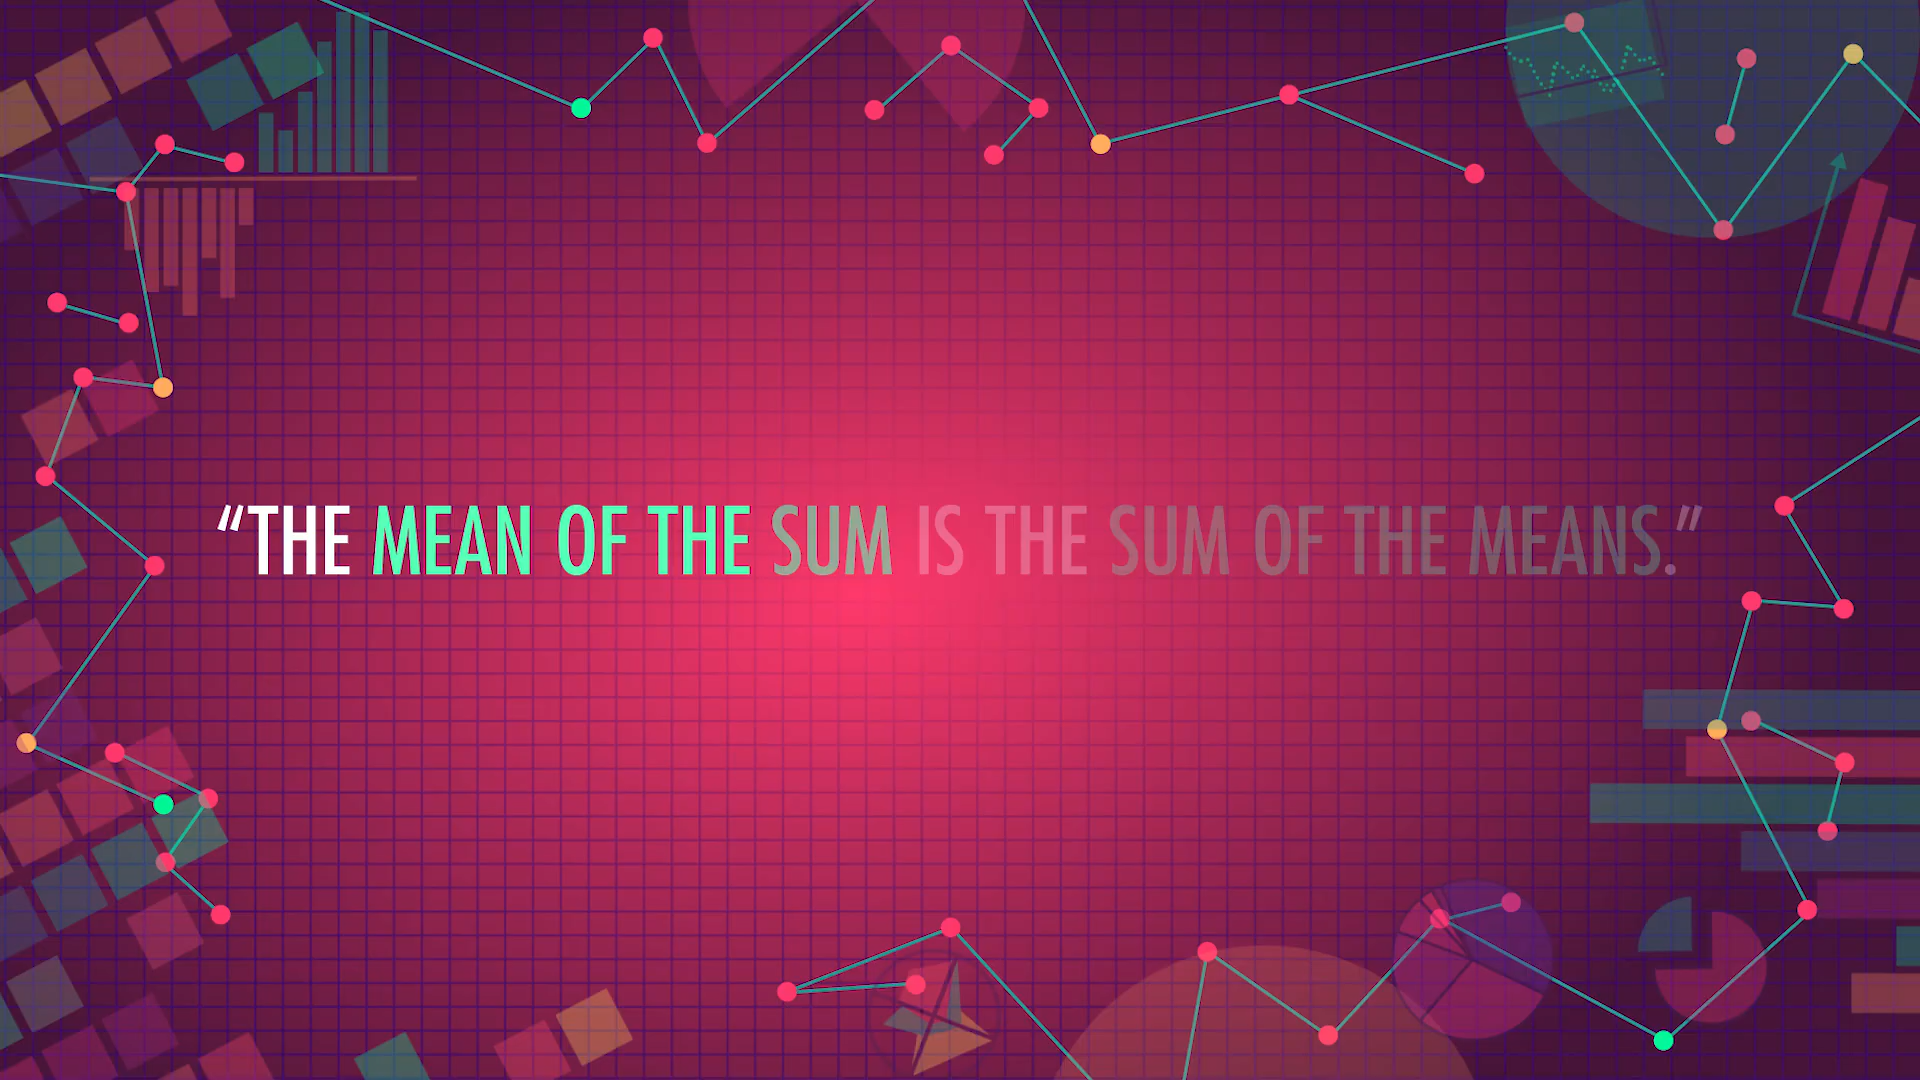 “THE MEAN OF THE SUM IS THE SUM OF THE MEANS.”